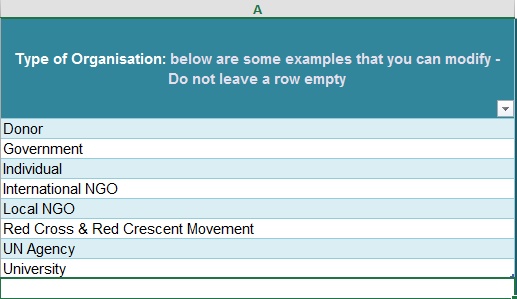 A
Type of Organisation: below are some examples that you can modify -
Do not leave a row empty
Donor
Government
Individual
International NGO
Local NGO
Red Cross & Red Crescent Movement
UN Agency
University